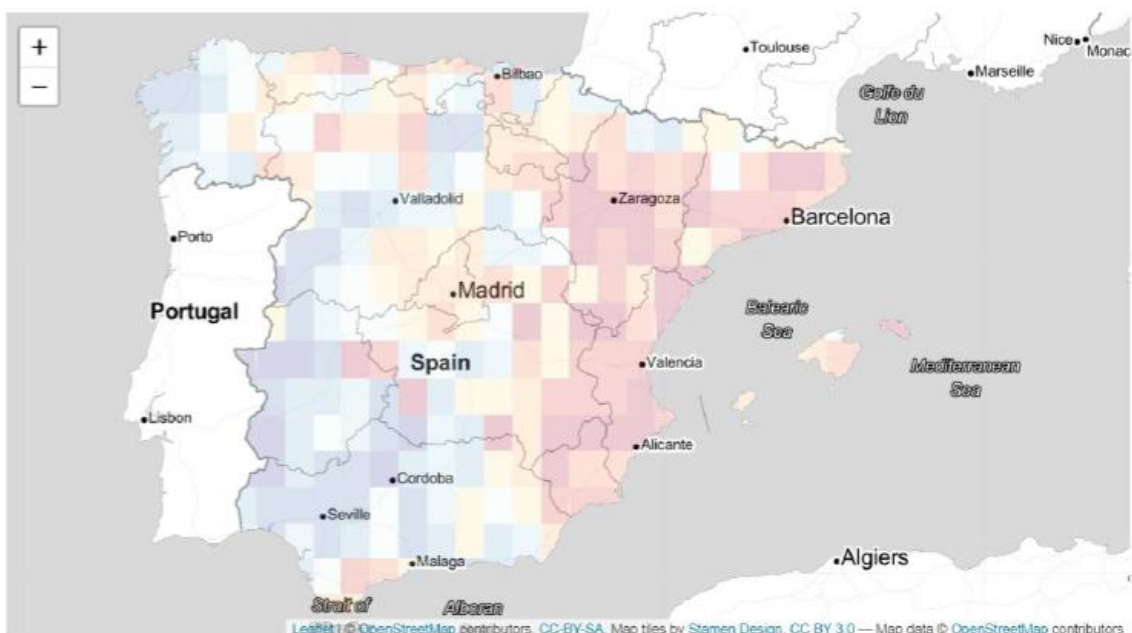 +
−
Toulouse
Nice
Monac
Marseille
Golfe du
Lion
Bilbao
Valladolid
Zaragoza
Barcelona
Porto
Madrid
Portugal
Balearic
Sea
Spain
Valencia
Mediterranean
Sea
Lisbon
Alicante
Cordoba
Seville
Malaga
Algiers
Strait of
Alboran
Leaflet | © OpenStreetMap contributors, CC-BY-SA, Map tiles by Stamen Design, CC BY 3.0 — Map data © OpenStreetMap contributors